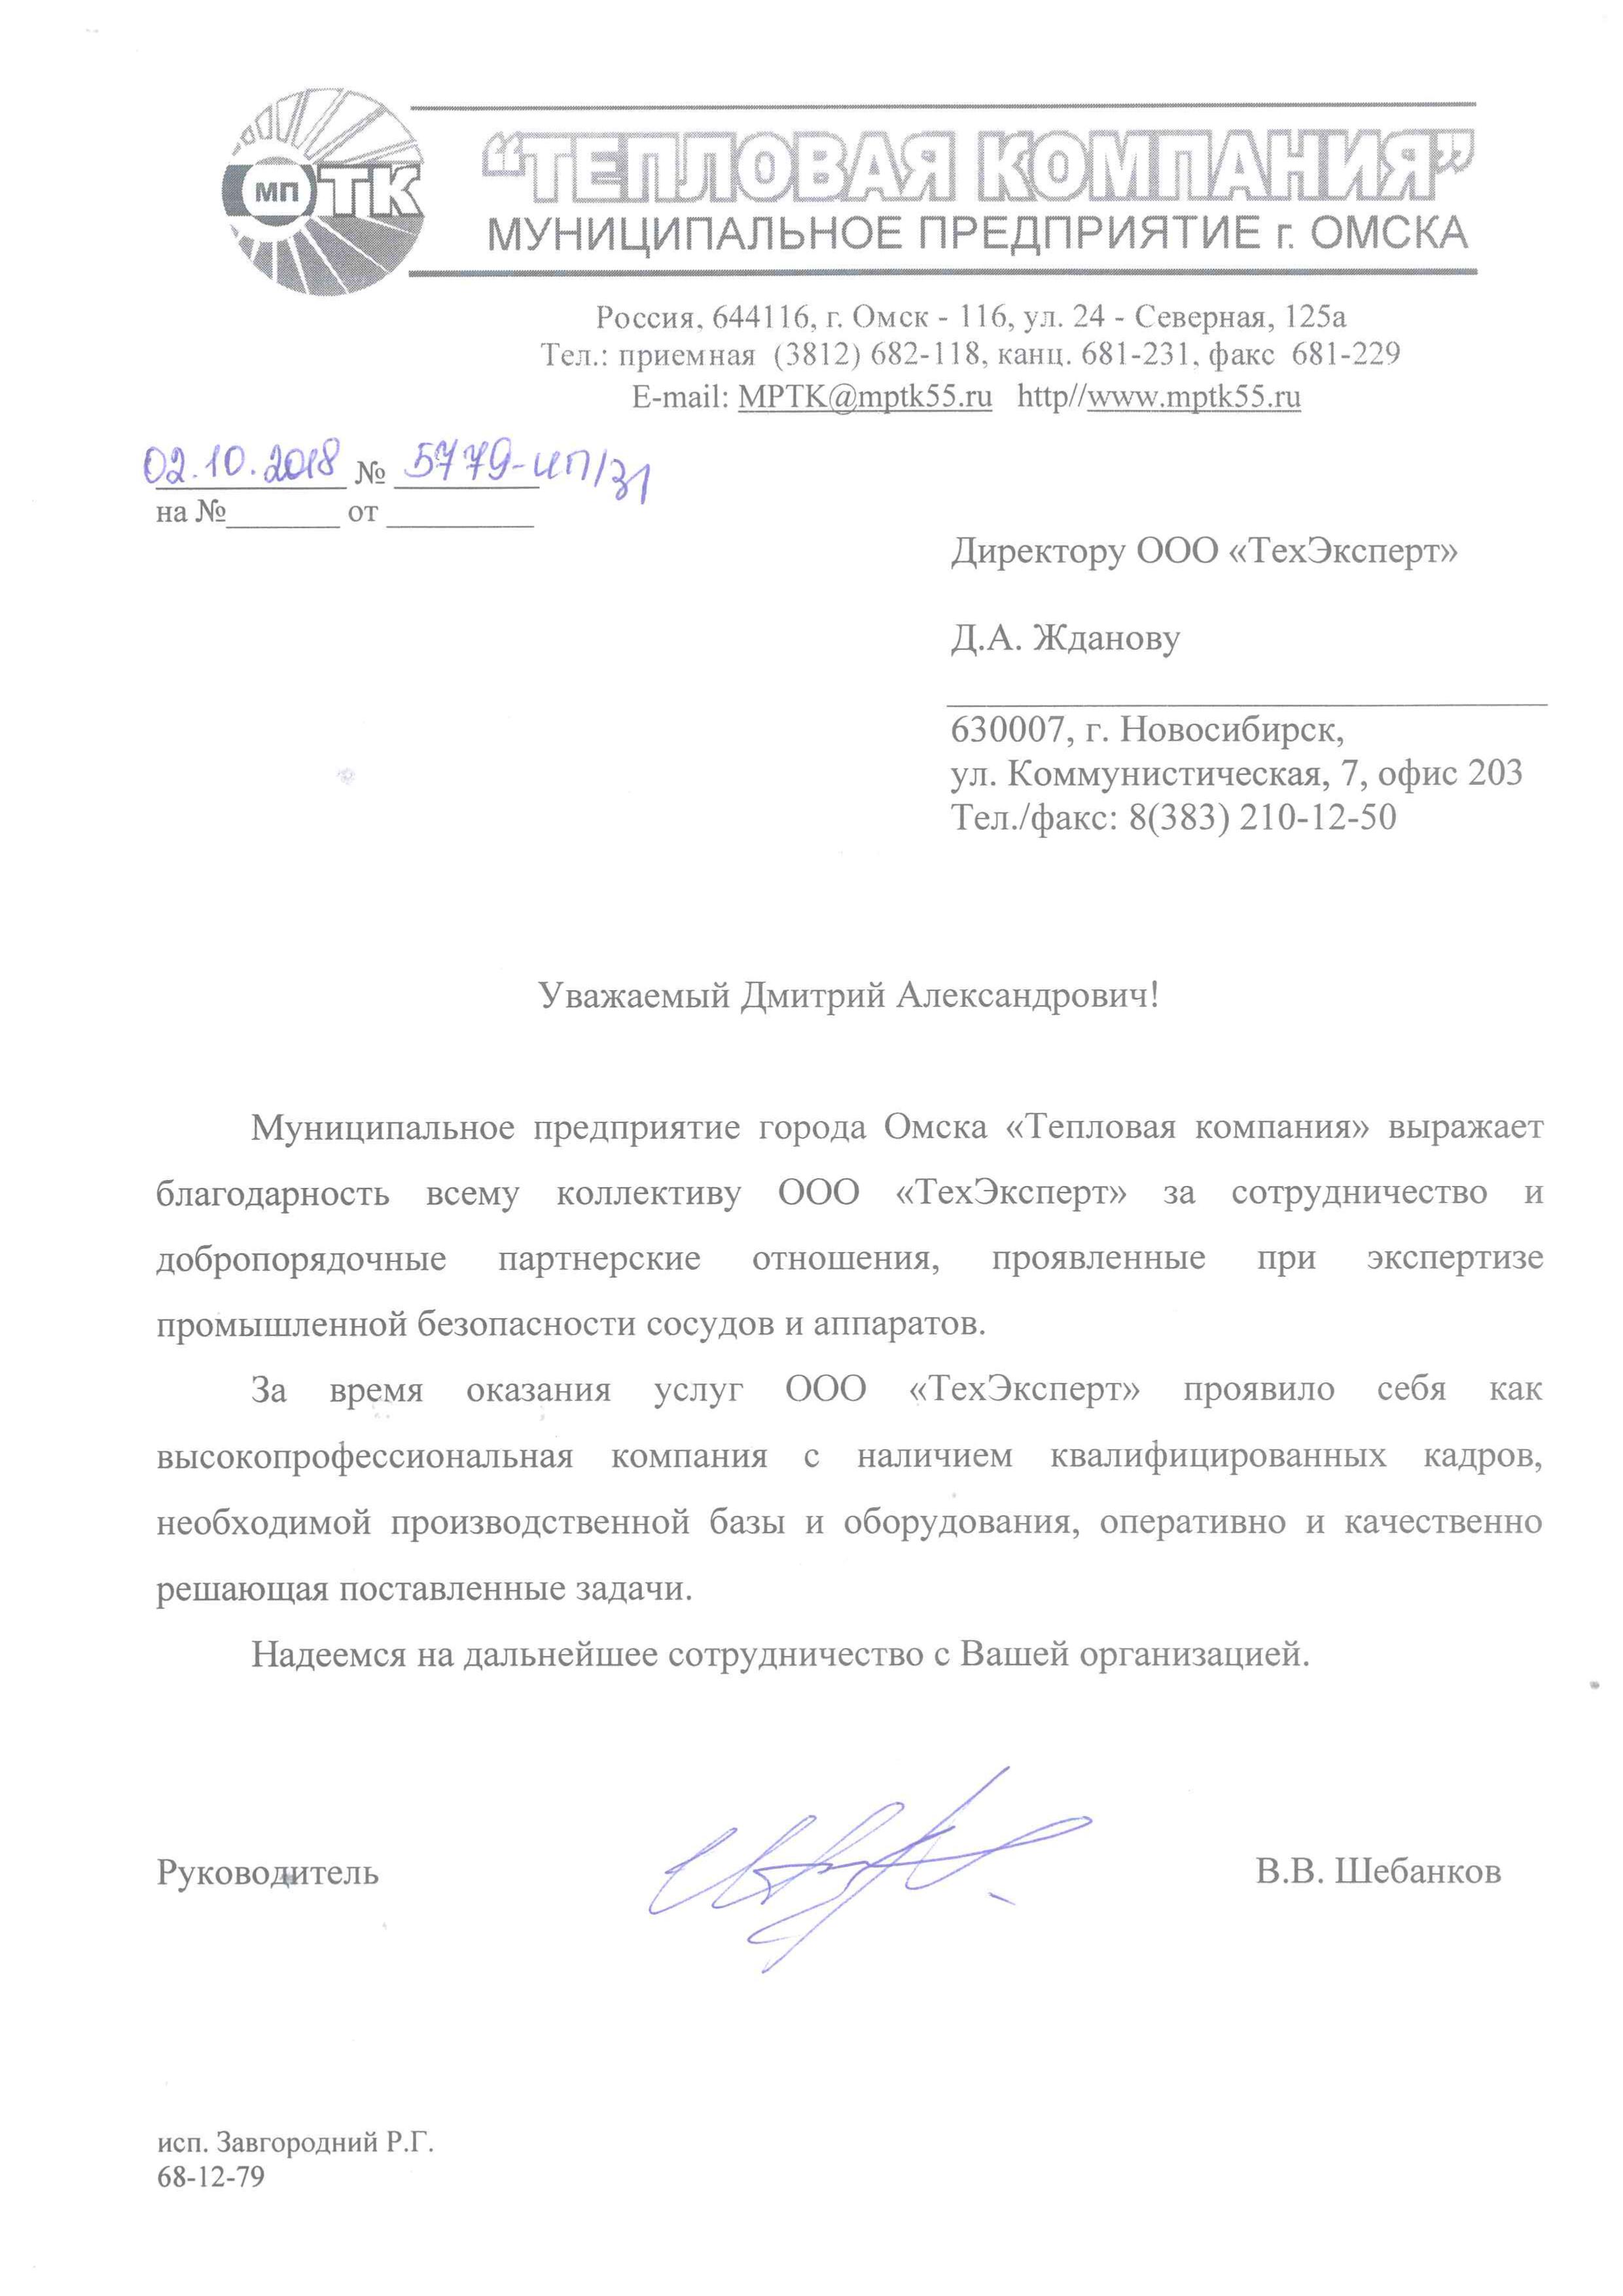 МП ТК
“ТЕПЛОВАЯ КОМПАНИЯ”
МУНИЦИПАЛЬНОЕ ПРЕДПРИЯТИЕ г. ОМСКА
Россия, 644116, г. Омск - 116, ул. 24 - Северная, 125а
Тел.: приемная (3812) 682-118, канц. 681-231, факс 681-229
E-mail: MPTK@mptk55.ru http//www.mptk55.ru
02.10.2018 № 5779-ИП/31
на №________ от __________
Директору ООО «ТехЭксперт»
Д.А. Жданову
630007, г. Новосибирск,
ул. Коммунистическая, 7, офис 203
Тел./факс: 8(383) 210-12-50
Уважаемый Дмитрий Александрович!
Муниципальное предприятие города Омска «Тепловая компания» выражает
благодарность всему коллективу ООО «ТехЭксперт» за сотрудничество и
добропорядочные партнерские отношения, проявленные при экспертизе
промышленной безопасности сосудов и аппаратов.
За время оказания услуг ООО «ТехЭксперт» проявило себя как
высокопрофессиональная компания с наличием квалифицированных кадров,
необходимой производственной базы и оборудования, оперативно и качественно
решающая поставленные задачи.
Надеемся на дальнейшее сотрудничество с Вашей организацией.
Руководитель В.В. Шебанков
исп. Завгородний Р.Г.
68-12-79